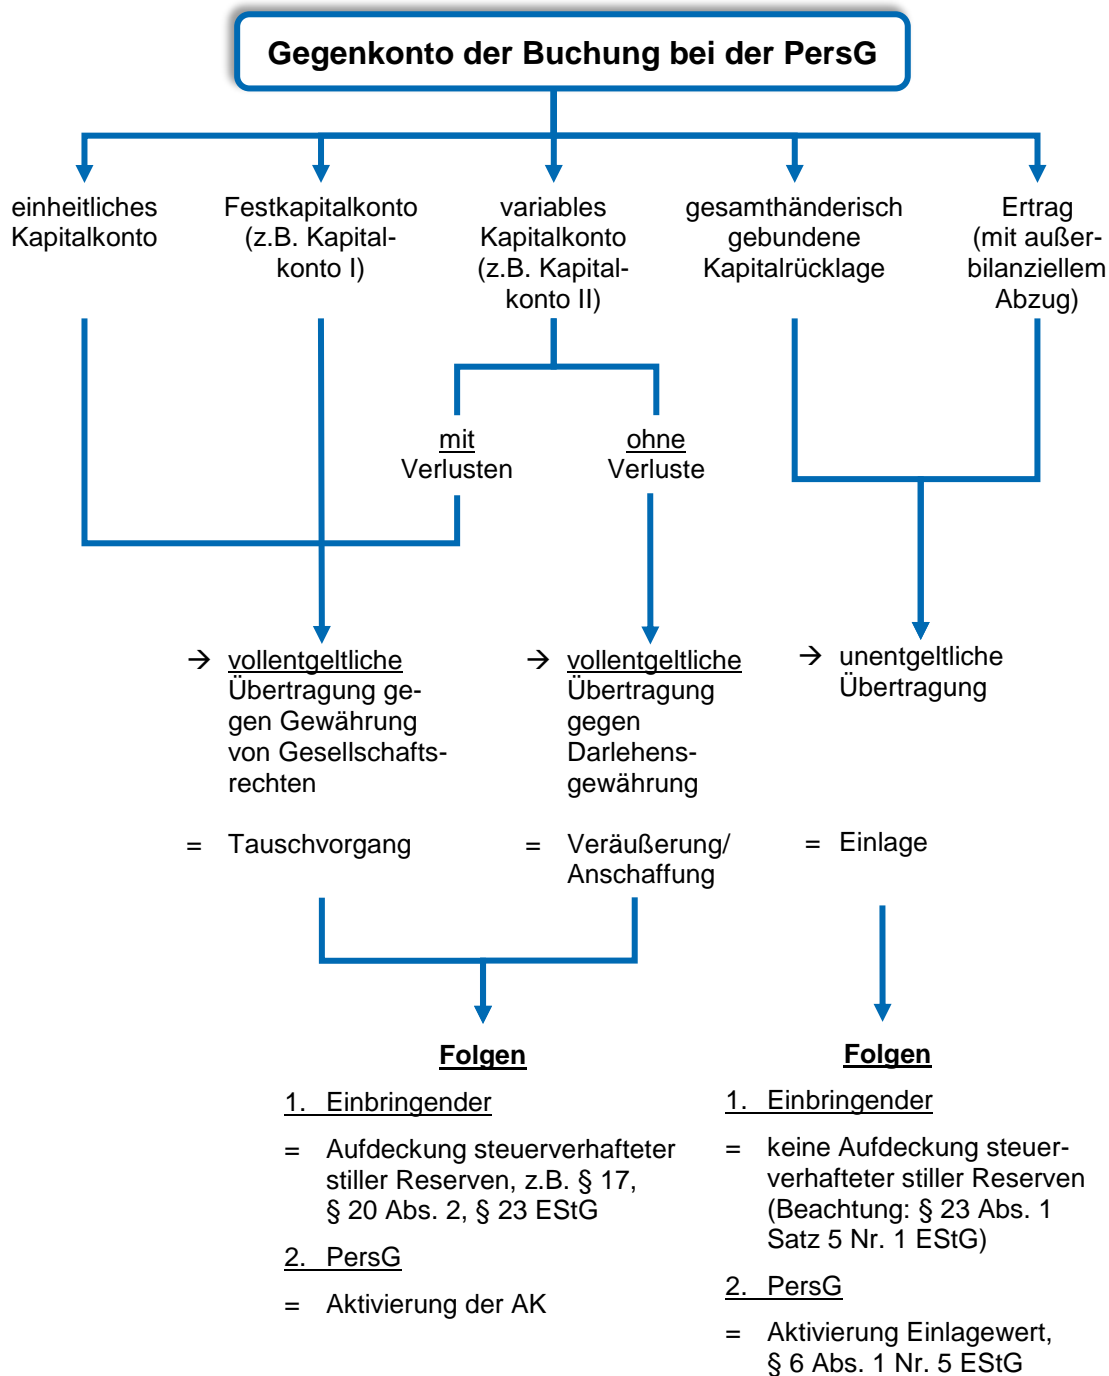 Gegenkonto der Buchung bei der PersG
einheitliches
Kapitalkonto
Festkapitalkonto
(z.B. Kapital-
konto I)
variables
Kapitalkonto
(z.B. Kapital-
konto II)
gesamthänderisch
gebundene
Kapitalrücklage
Ertrag
(mit außer-
bilanziellem
Abzug)
mit
Verlusten
ohne
Verluste
→ vollentgeltliche
Übertragung ge-
gen Gewährung
von Gesellschafts-
rechten
= Tauschvorgang
→ vollentgeltliche
Übertragung
gegen
Darlehens-
gewährung
= Veräußerung/
Anschaffung
→ unentgeltliche
Übertragung
= Einlage
Folgen
1. Einbringender
= Aufdeckung steuerverhafteter
stiller Reserven, z.B. § 17,
§ 20 Abs. 2, § 23 EStG
2. PersG
= Aktivierung der AK
Folgen
1. Einbringender
= keine Aufdeckung steuer-
verhafteter stiller Reserven
(Beachtung: § 23 Abs. 1
Satz 5 Nr. 1 EStG)
2. PersG
= Aktivierung Einlagewert,
§ 6 Abs. 1 Nr. 5 EStG